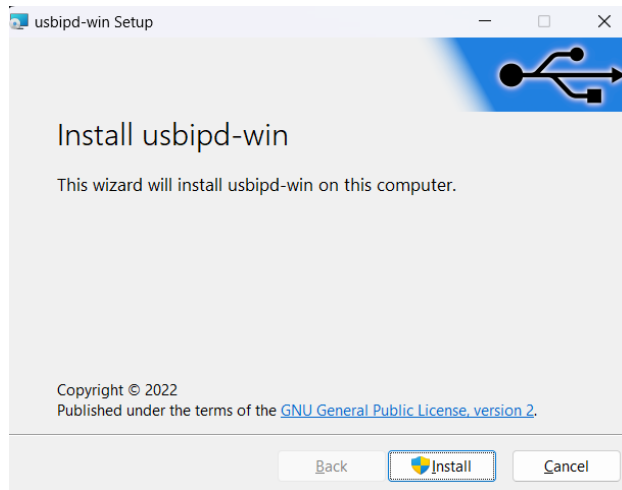 usbipd-win Setup
Install usbipd-win
This wizard will install usbipd-win on this computer.
Copyright © 2022
Published under the terms of the GNU General Public License, version 2.
Back
Install
Cancel